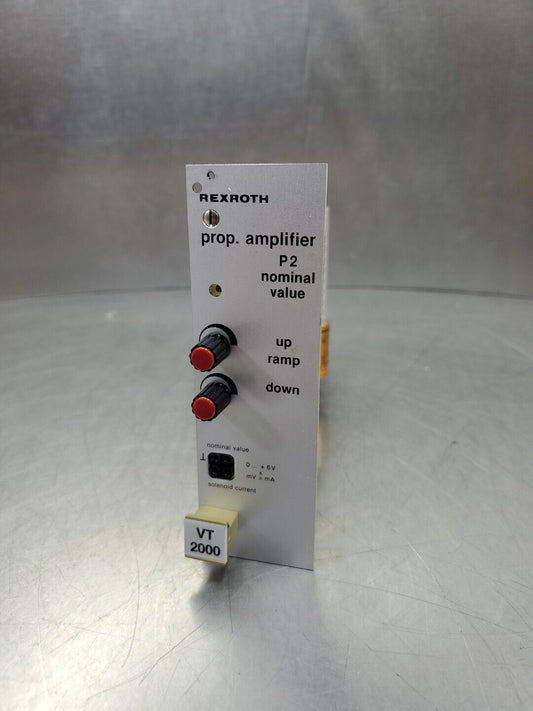 REXROTH
prop. amplifier
P2
nominal
value
up
ramp
down
nominal value
⊥
0 ... + 6V
mV ≙ mA
solenoid current
VT
2000